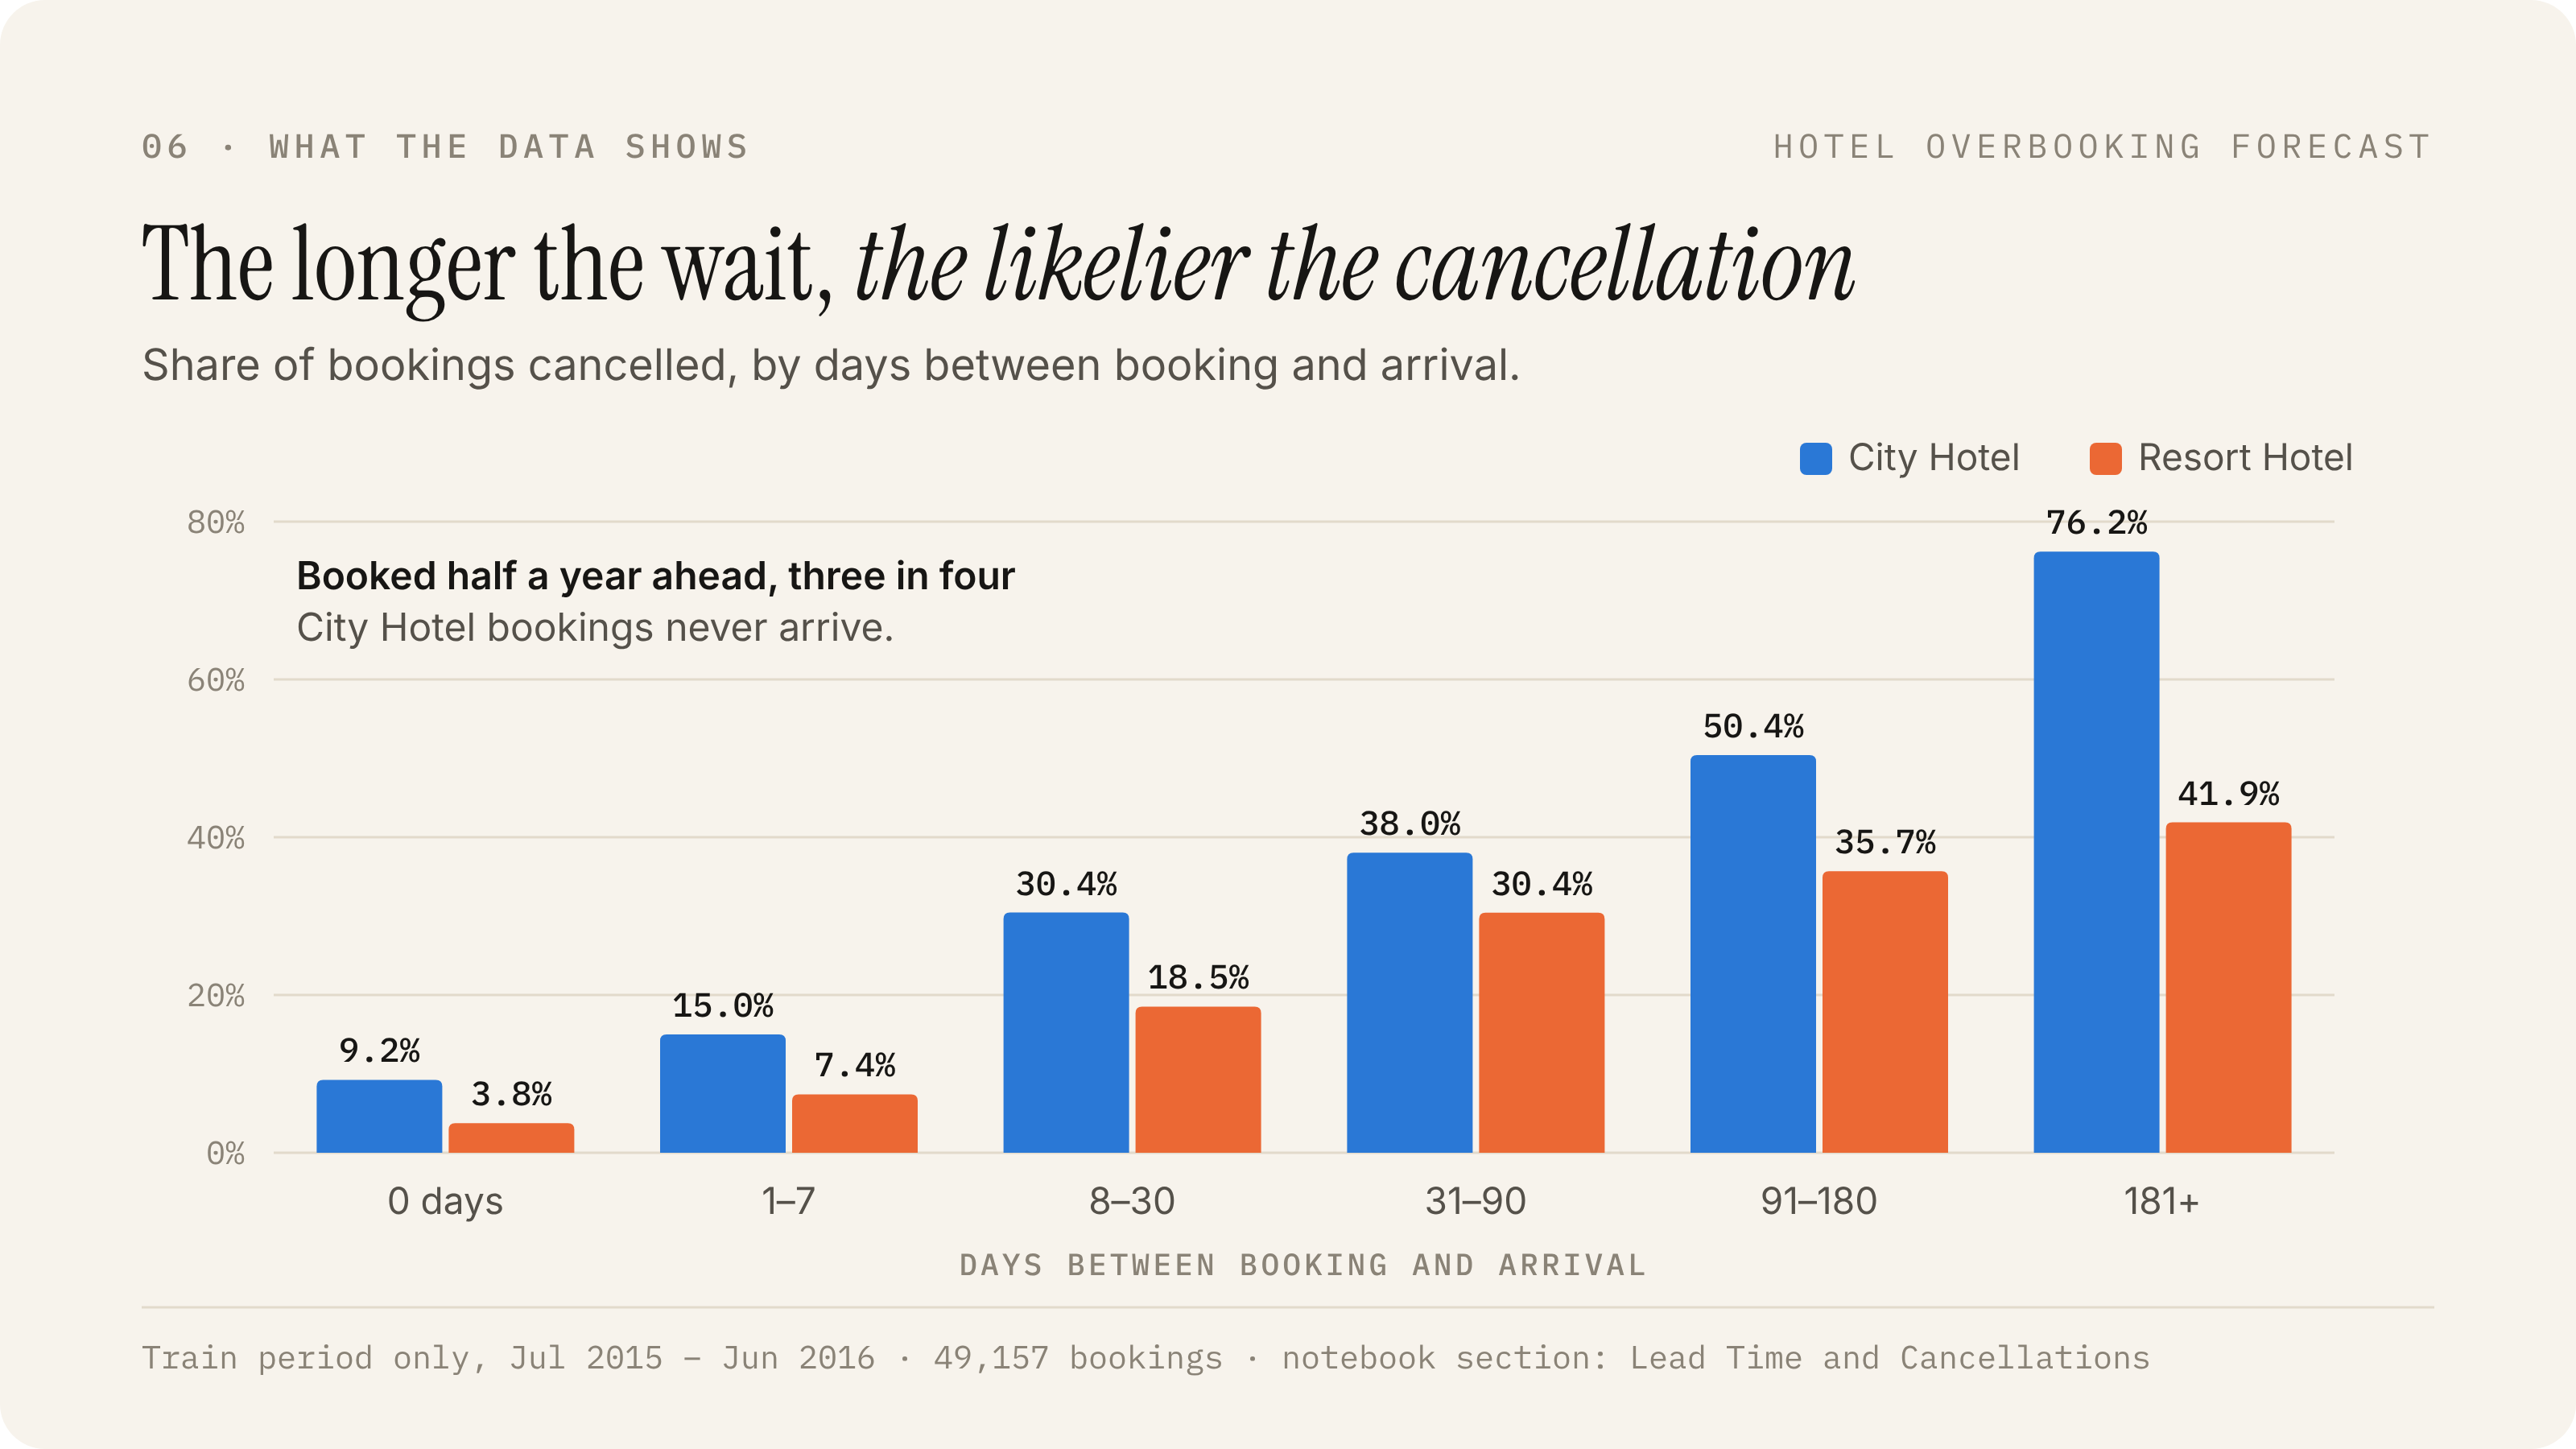 06 · WHAT THE DATA SHOWS
HOTEL OVERBOOKING FORECAST
The longer the wait, the likelier the cancellation
Share of bookings cancelled, by days between booking and arrival.
City Hotel
Resort Hotel
80%
Booked half a year ahead, three in four
City Hotel bookings never arrive.
60%
40%
20%
0%
9.2%
3.8%
15.0%
7.4%
30.4%
18.5%
38.0%
30.4%
50.4%
35.7%
76.2%
41.9%
0 days
1–7
8–30
31–90
91–180
181+
DAYS BETWEEN BOOKING AND ARRIVAL
Train period only, Jul 2015 – Jun 2016 · 49,157 bookings · notebook section: Lead Time and Cancellations